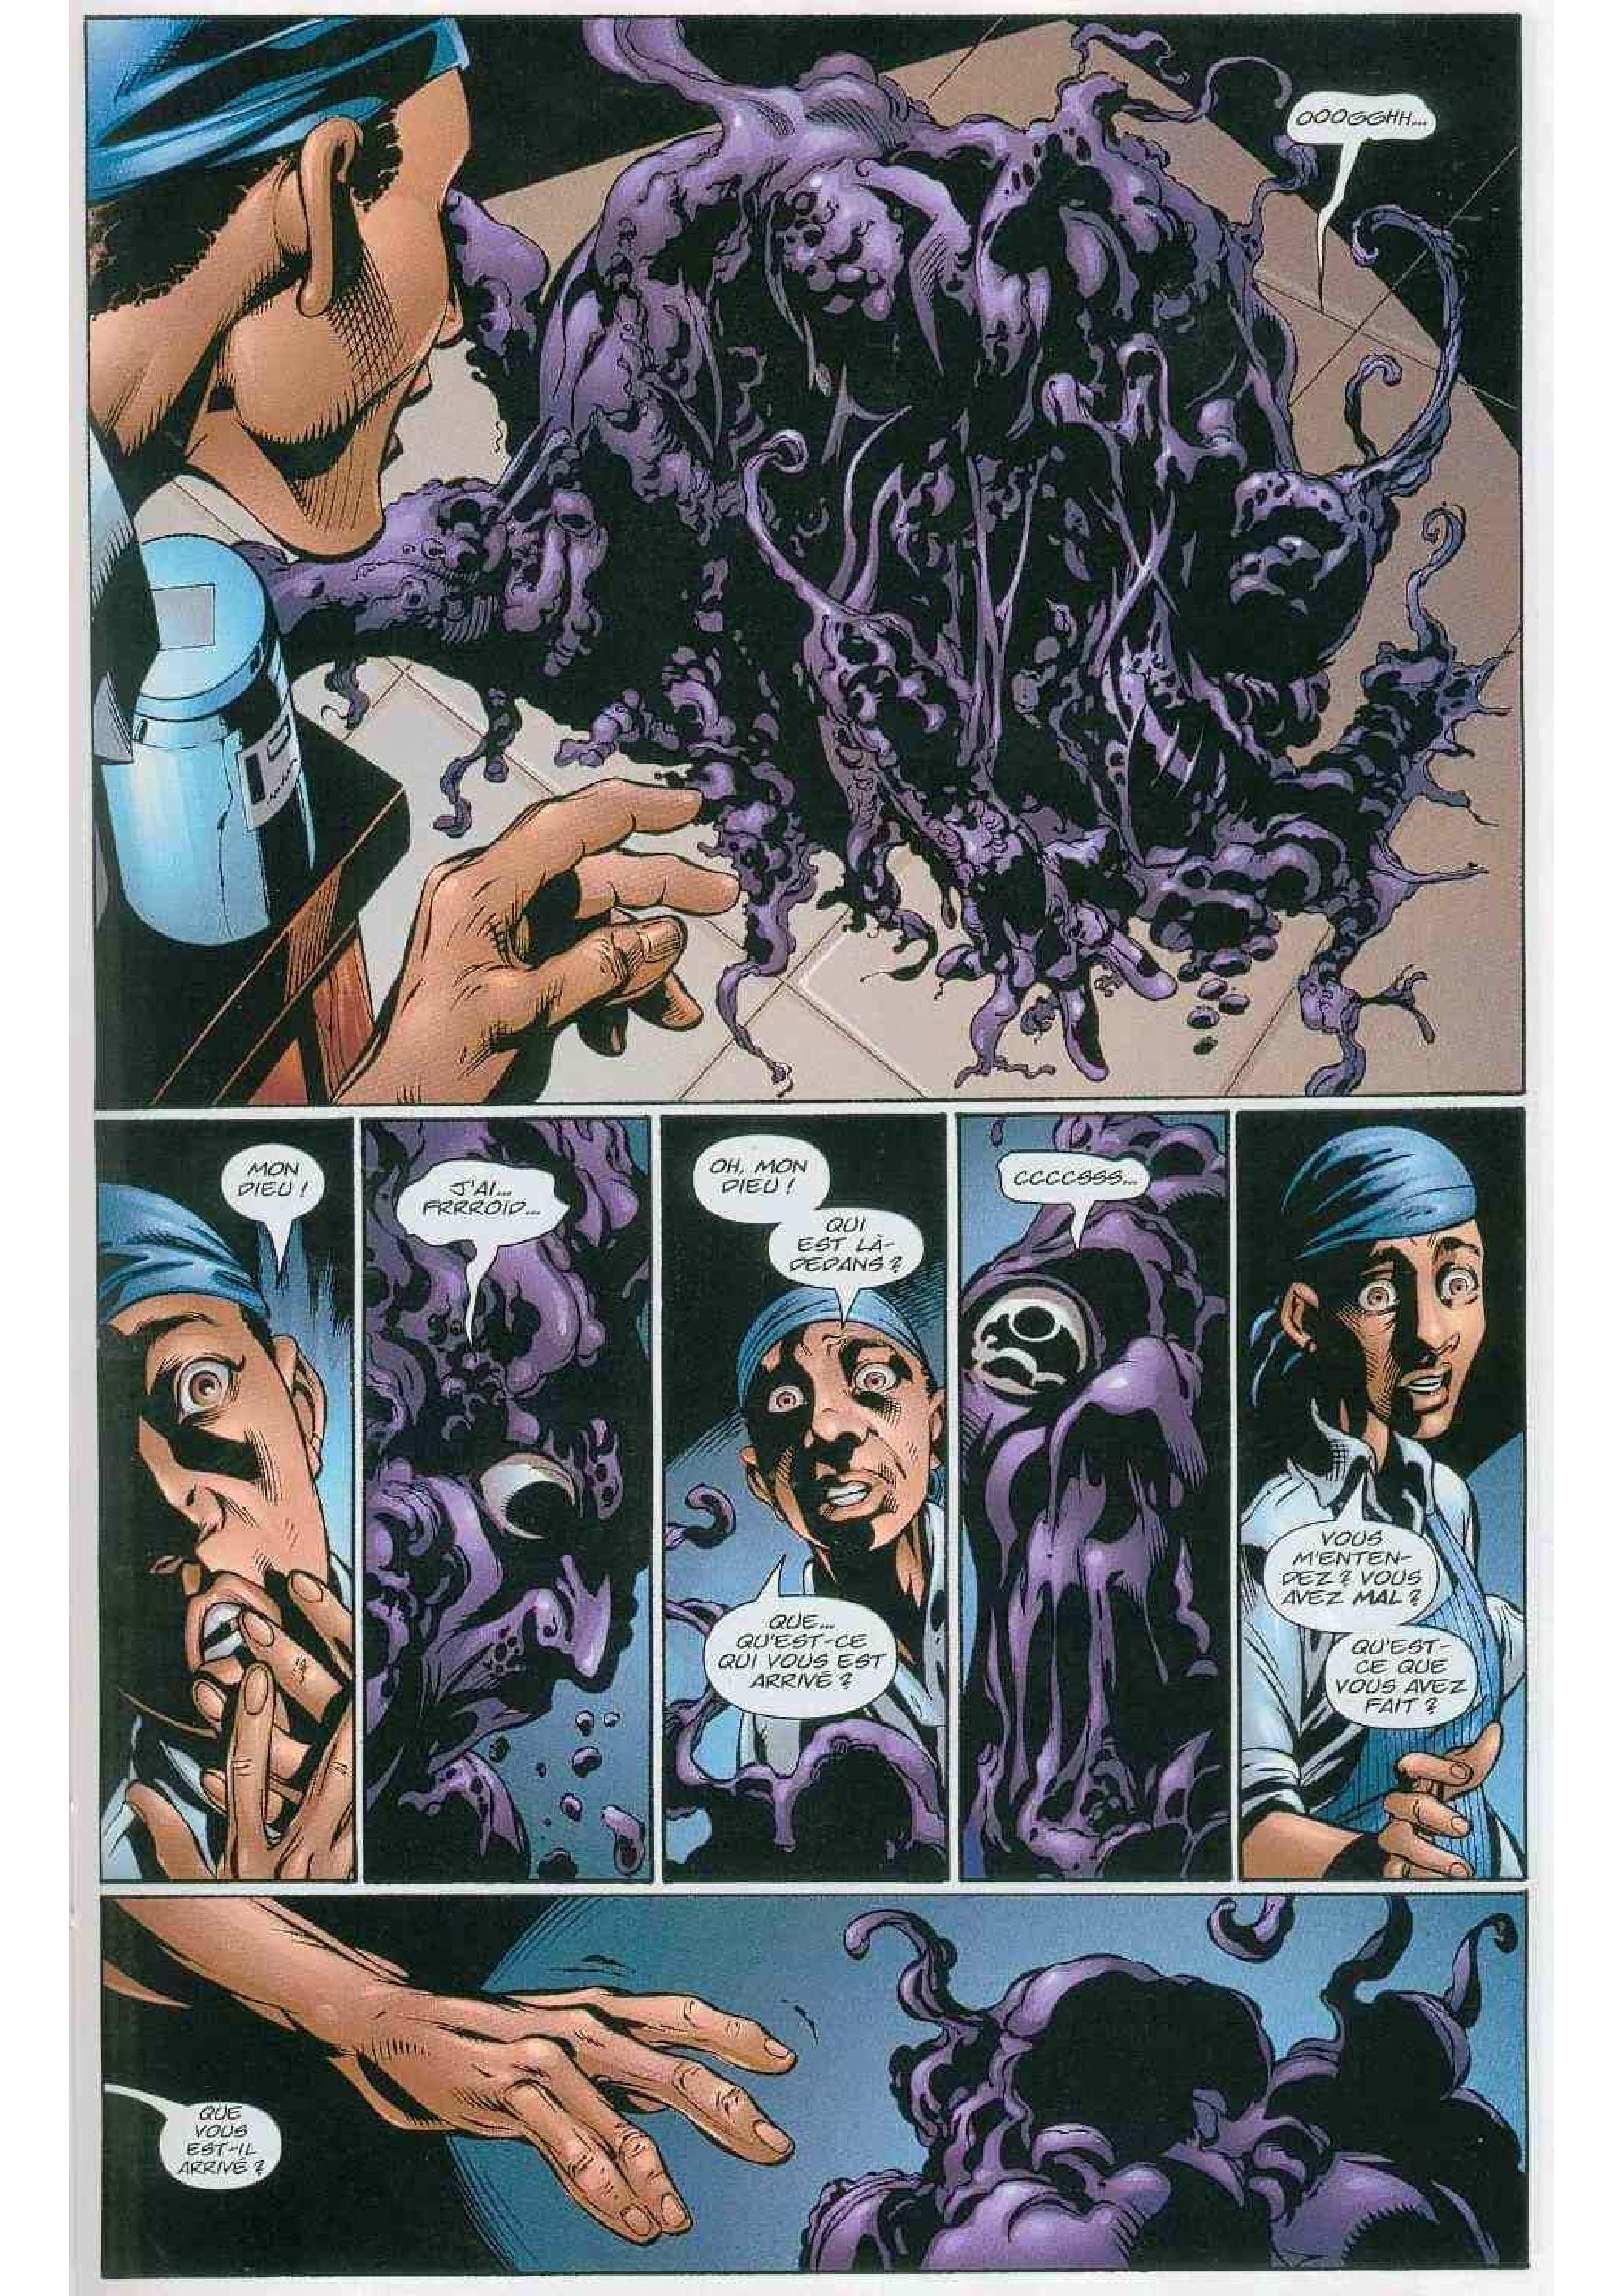 OOOGGHH...
MON
DIEU !
J'AI...
FRRROID...
OH, MON
DIEU !
QUI
EST LÀ-
DEDANS ?
QUE...
QU'EST-CE
QUI VOUS EST
ARRIVÉ ?
CCCCSSS...
VOUS
M'ENTEN-
DEZ ? VOUS
AVEZ MAL ?
QU'EST-
CE QUE
VOUS AVEZ
FAIT ?
QUE
VOUS
EST-IL
ARRIVÉ ?